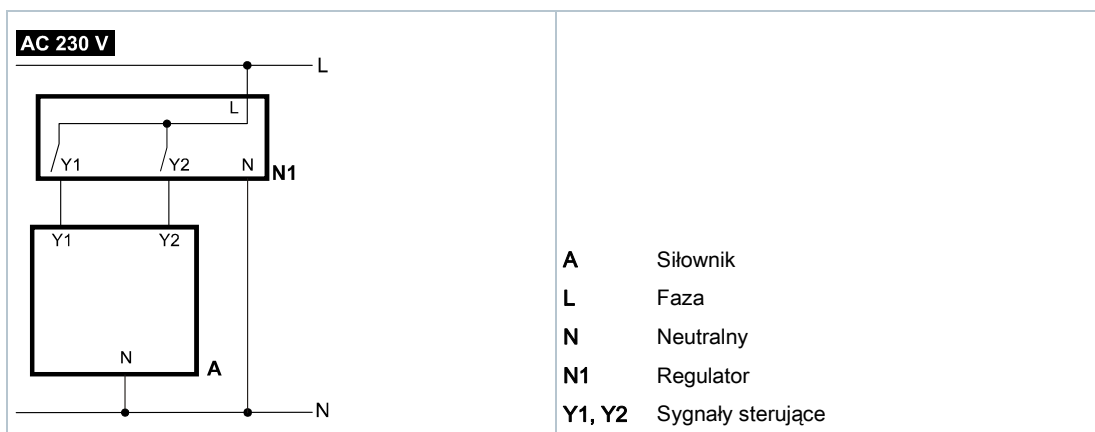 AC 230 V
L
L
Y1 Y2 N
N1
Y1 Y2
N
A
N
A Siłownik
L Faza
N Neutralny
N1 Regulator
Y1, Y2 Sygnały sterujące